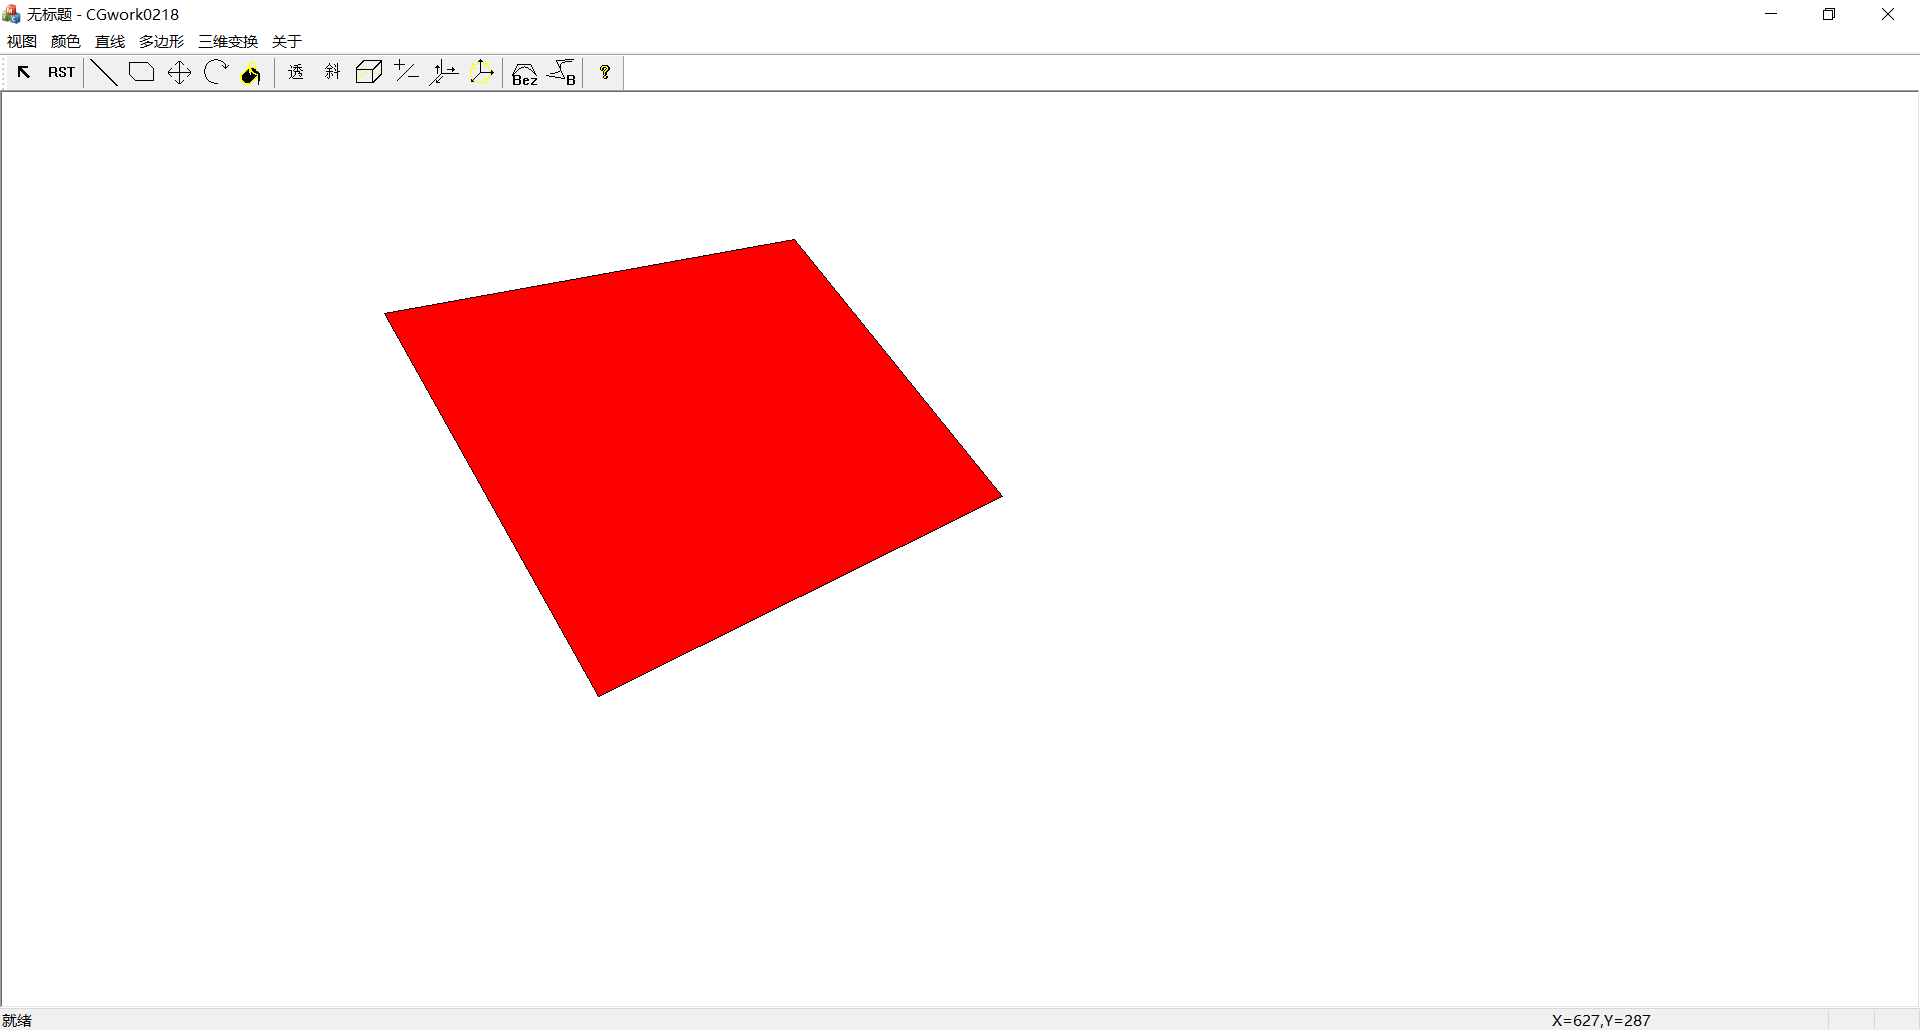 无标题 - CGwork0218
视图 颜色 直线 多边形 三维变换 关于
RST 透 斜 Bez B ?
就绪 X=627,Y=287